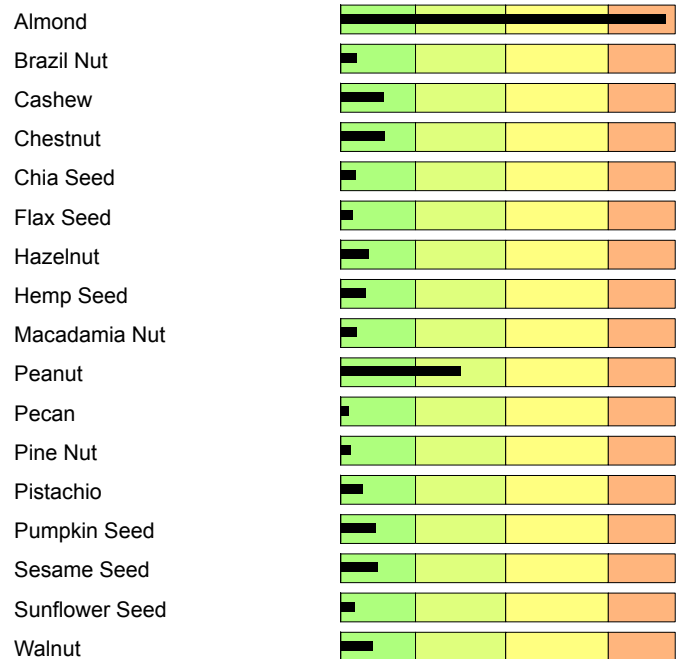 Almond
Brazil Nut
Cashew
Chestnut
Chia Seed
Flax Seed
Hazelnut
Hemp Seed
Macadamia Nut
Peanut
Pecan
Pine Nut
Pistachio
Pumpkin Seed
Sesame Seed
Sunflower Seed
Walnut